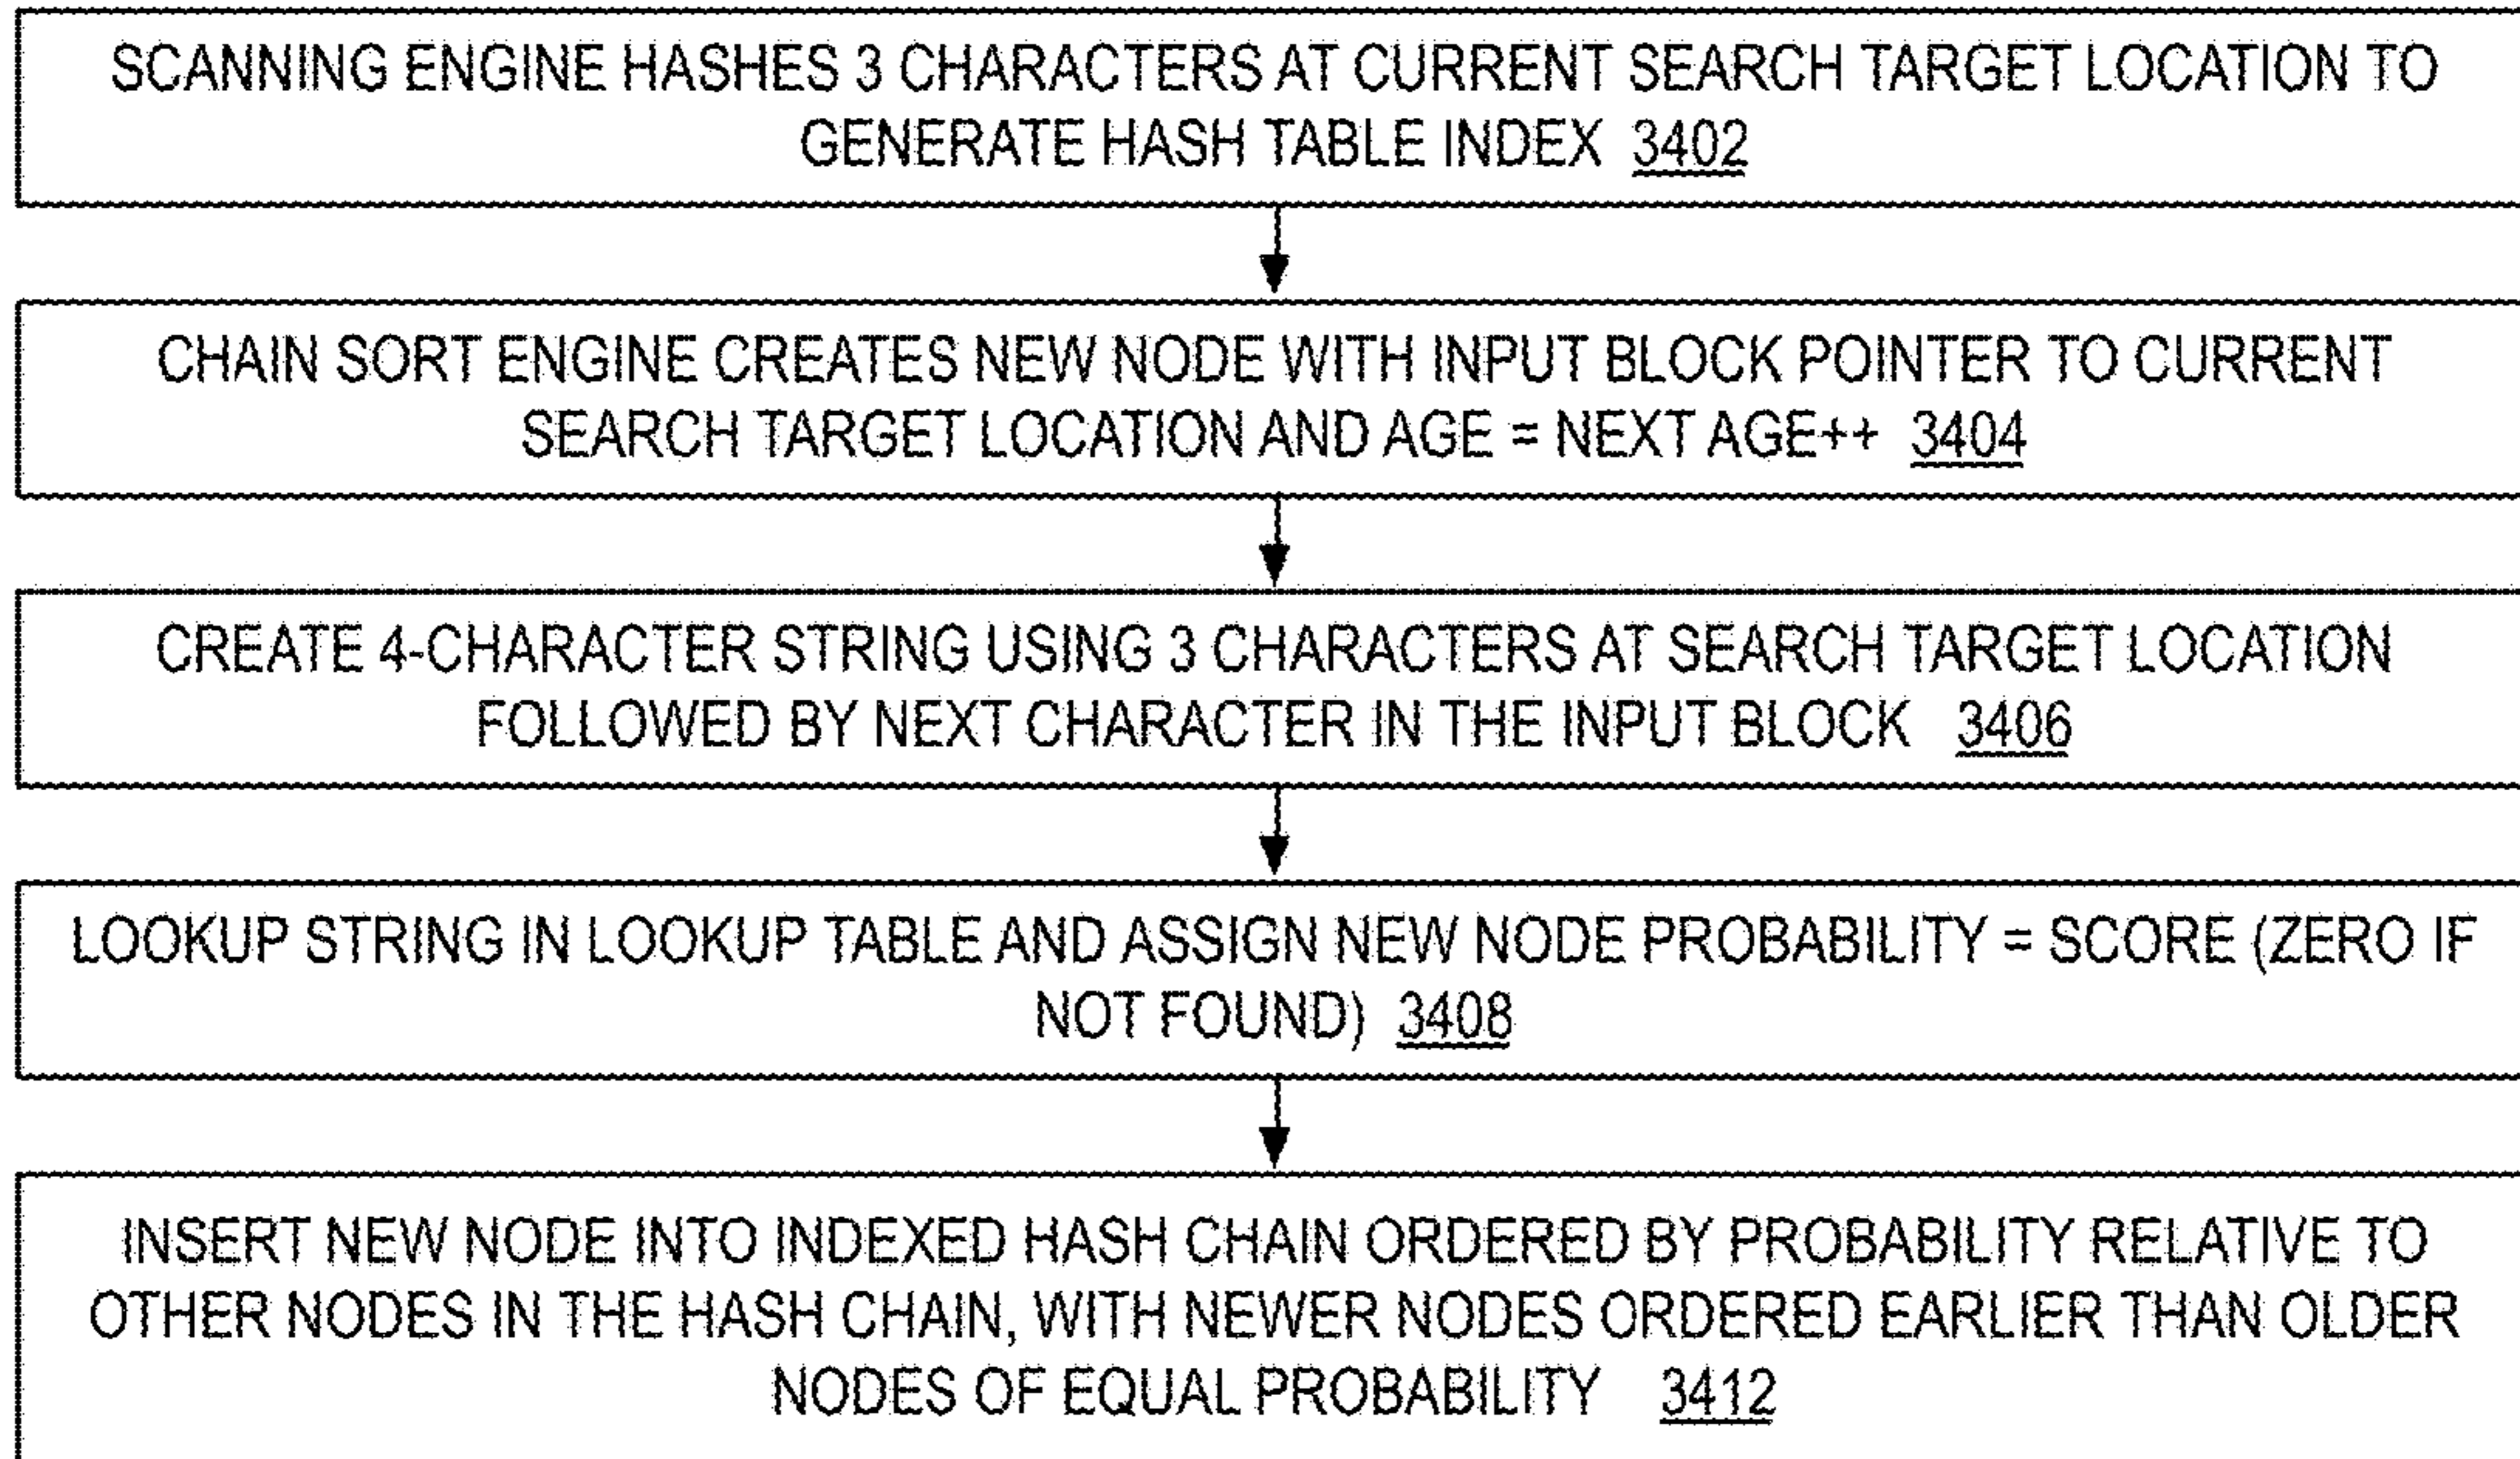 SCANNING ENGINE HASHES 3 CHARACTERS AT CURRENT SEARCH TARGET LOCATION TO
GENERATE HASH TABLE INDEX 3402
CHAIN SORT ENGINE CREATES NEW NODE WITH INPUT BLOCK POINTER TO CURRENT
SEARCH TARGET LOCATION AND AGE = NEXT AGE++ 3404
CREATE 4-CHARACTER STRING USING 3 CHARACTERS AT SEARCH TARGET LOCATION
FOLLOWED BY NEXT CHARACTER IN THE INPUT BLOCK 3406
LOOKUP STRING IN LOOKUP TABLE AND ASSIGN NEW NODE PROBABILITY = SCORE (ZERO IF
NOT FOUND) 3408
INSERT NEW NODE INTO INDEXED HASH CHAIN ORDERED BY PROBABILITY RELATIVE TO
OTHER NODES IN THE HASH CHAIN, WITH NEWER NODES ORDERED EARLIER THAN OLDER
NODES OF EQUAL PROBABILITY 3412